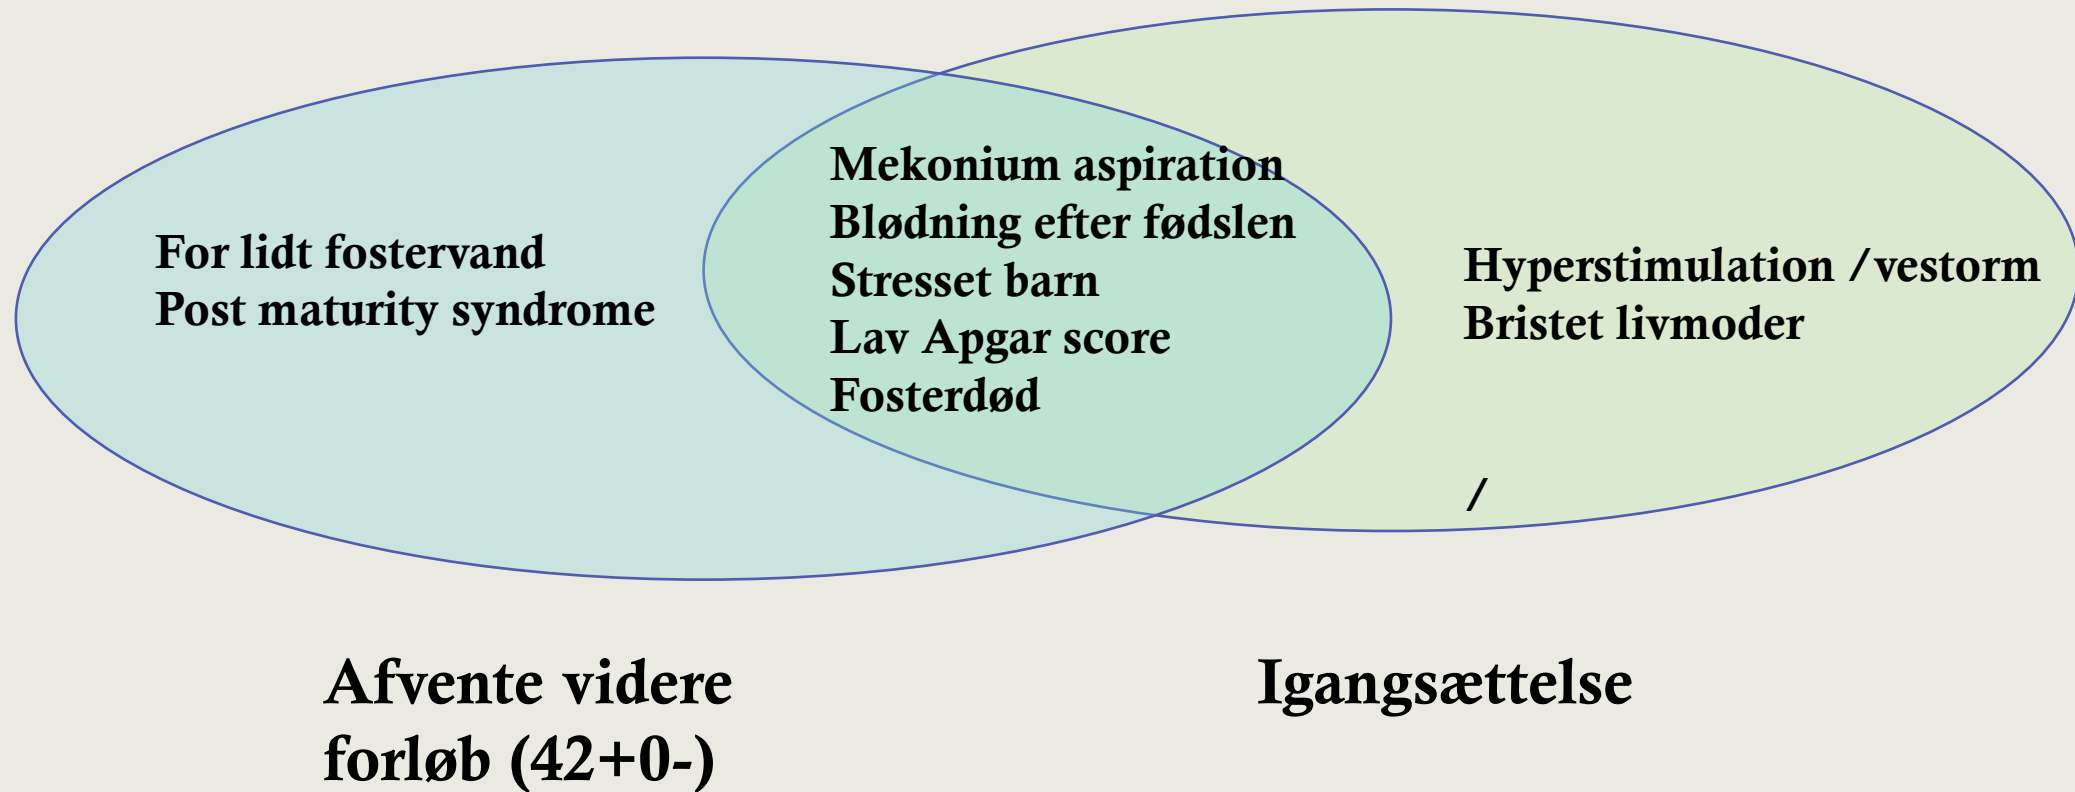 For lidt fostervand
Post maturity syndrome
Mekonium aspiration
Blødning efter fødslen
Stresset barn
Lav Apgar score
Fosterdød
Hyperstimulation /vestorm
Bristet livmoder
/
Afvente videre
forløb (42+0-)
Igangsættelse